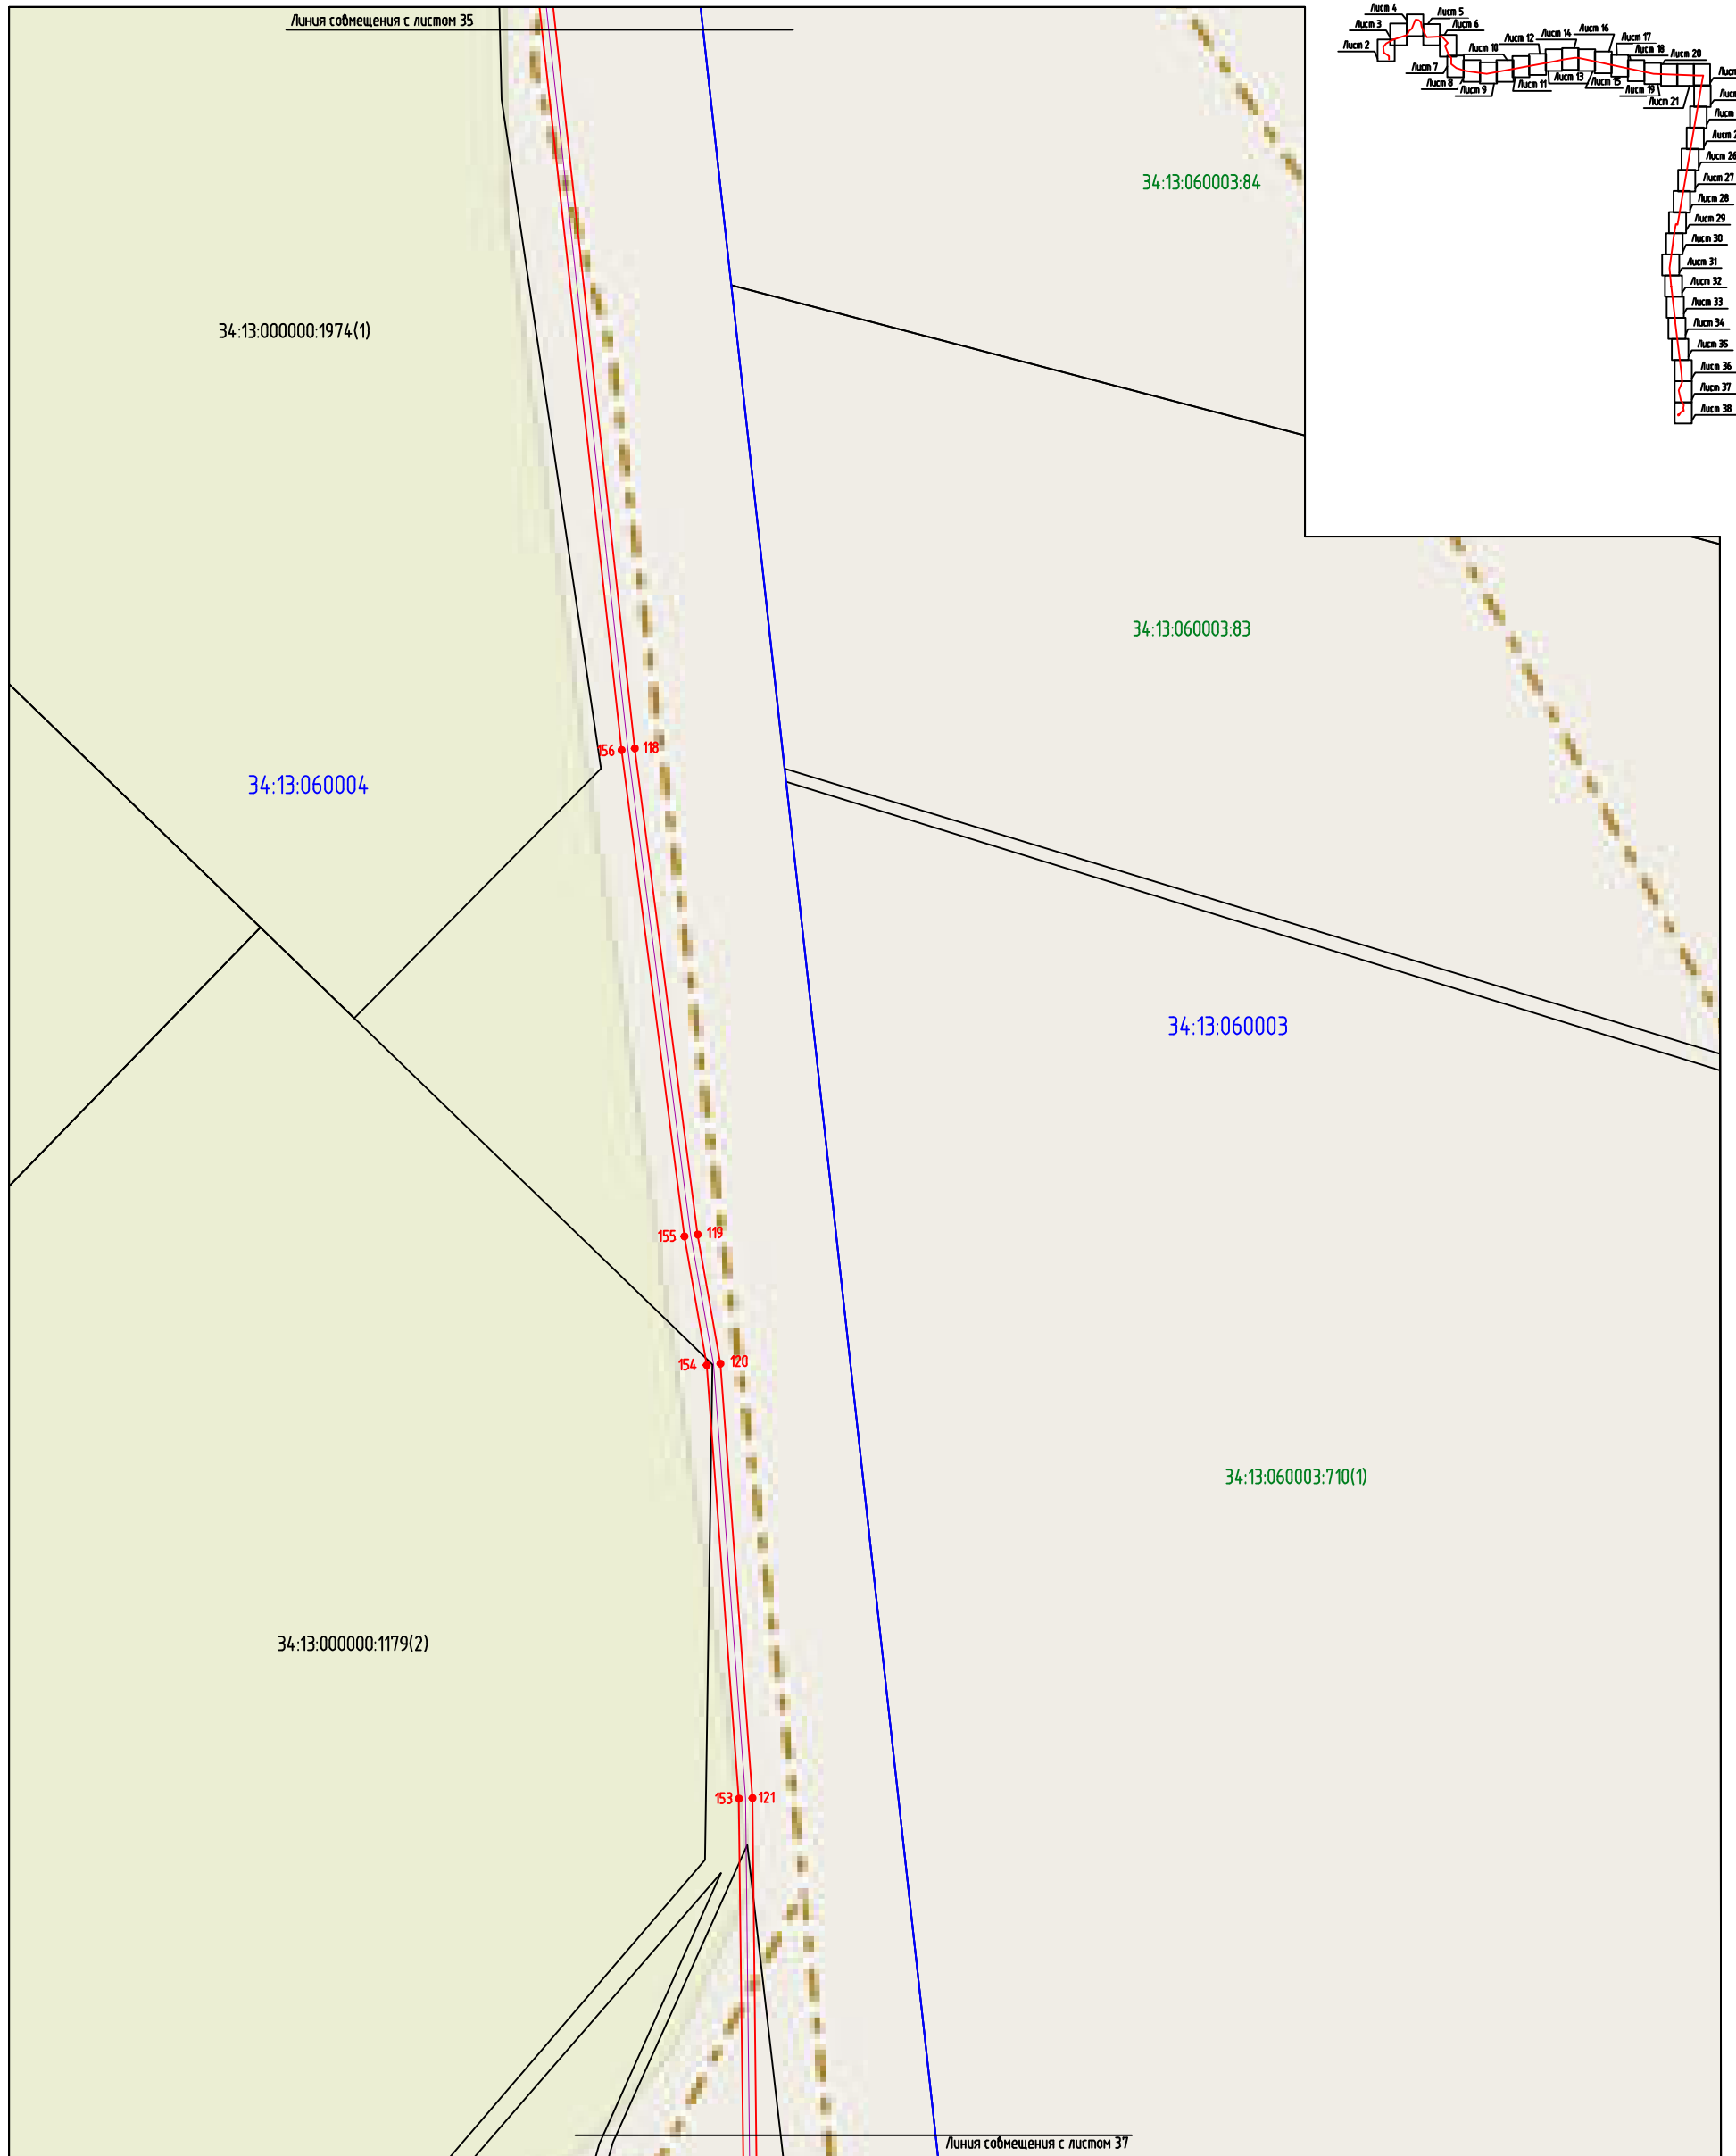 Линия совмещения с листом 35
Лист 4
Лист 5
Лист 3
Лист 6
Лист 2
Лист 16
Лист 14
Лист 12
Лист 17
Лист 10
Лист 18
Лист 20
Лист 7
Лист 13
Лист 8
Лист 9
Лист 11
Лист 15
Лист 19
Лист 21
Лист
Лист
Лист
Лист 2
Лист 26
Лист 27
Лист 28
Лист 29
Лист 30
Лист 31
Лист 32
Лист 33
Лист 34
Лист 35
Лист 36
Лист 37
Лист 38
34:13:060003:84
34:13:000000:1974(1)
34:13:060003:83
156
118
34:13:060004
34:13:060003
155
119
154
120
34:13:060003:710(1)
34:13:000000:1179(2)
153
121
Линия совмещения с листом 37